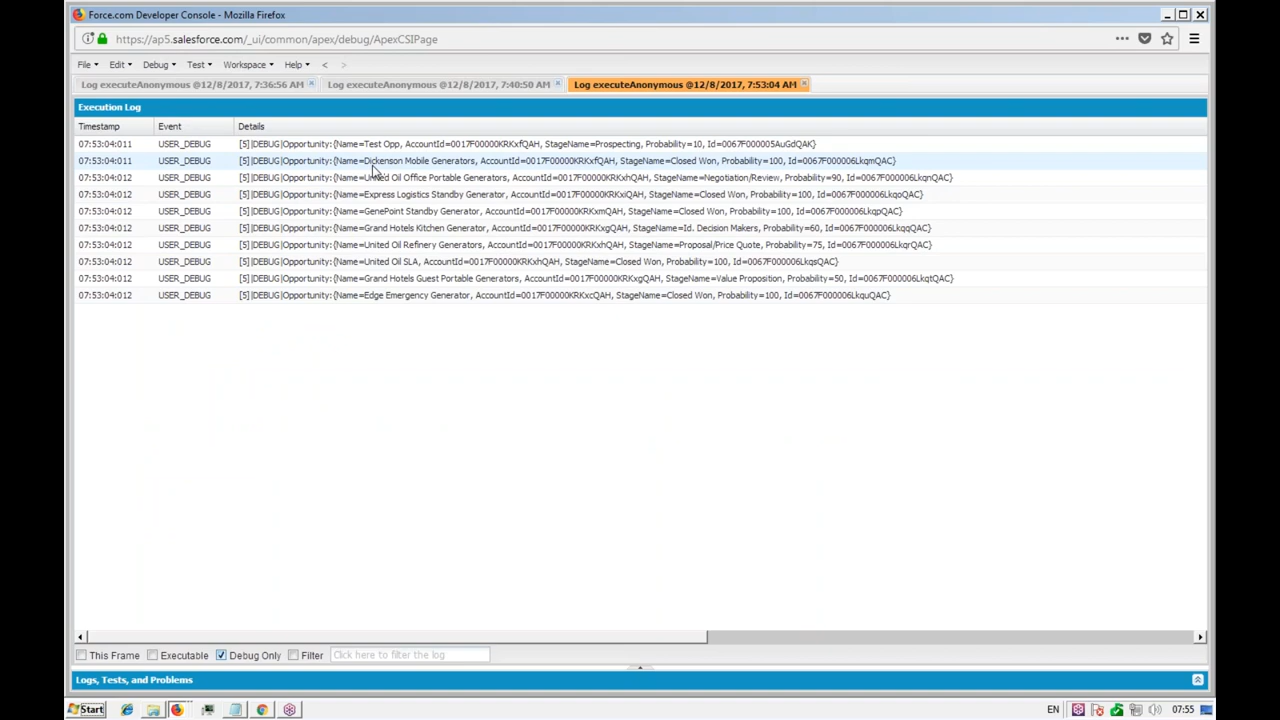 Force.com Developer Console - Mozilla Firefox
https://ap5.salesforce.com/_ui/common/apex/debug/ApexCSIPage
File Edit Debug Test Workspace Help < >
Log executeAnonymous @12/8/2017, 7:36:56 AM Log executeAnonymous @12/8/2017, 7:40:50 AM Log executeAnonymous @12/8/2017, 7:53:04 AM
Execution Log
Timestamp Event Details
07:53:04:011 USER_DEBUG [5]|DEBUG|Opportunity:{Name=Test Opp, AccountId=0017F00000KRKxfQAH, StageName=Prospecting, Probability=10, Id=0067F000005AuGdQAK}
07:53:04:011 USER_DEBUG [5]|DEBUG|Opportunity:{Name=Dickenson Mobile Generators, AccountId=0017F00000KRKxfQAH, StageName=Closed Won, Probability=100, Id=0067F000006LkqmQAC}
07:53:04:012 USER_DEBUG [5]|DEBUG|Opportunity:{Name=United Oil Office Portable Generators, AccountId=0017F00000KRKxhQAH, StageName=Negotiation/Review, Probability=90, Id=0067F000006LkqnQAC}
07:53:04:012 USER_DEBUG [5]|DEBUG|Opportunity:{Name=Express Logistics Standby Generator, AccountId=0017F00000KRKxiQAH, StageName=Closed Won, Probability=100, Id=0067F000006LkqoQAC}
07:53:04:012 USER_DEBUG [5]|DEBUG|Opportunity:{Name=GenePoint Standby Generator, AccountId=0017F00000KRKxmQAH, StageName=Closed Won, Probability=100, Id=0067F000006LkqpQAC}
07:53:04:012 USER_DEBUG [5]|DEBUG|Opportunity:{Name=Grand Hotels Kitchen Generator, AccountId=0017F00000KRKxgQAH, StageName=Id. Decision Makers, Probability=60, Id=0067F000006LkqqQAC}
07:53:04:012 USER_DEBUG [5]|DEBUG|Opportunity:{Name=United Oil Refinery Generators, AccountId=0017F00000KRKxhQAH, StageName=Proposal/Price Quote, Probability=75, Id=0067F000006LkqrQAC}
07:53:04:012 USER_DEBUG [5]|DEBUG|Opportunity:{Name=United Oil SLA, AccountId=0017F00000KRKxhQAH, StageName=Closed Won, Probability=100, Id=0067F000006LkqsQAC}
07:53:04:012 USER_DEBUG [5]|DEBUG|Opportunity:{Name=Grand Hotels Guest Portable Generators, AccountId=0017F00000KRKxgQAH, StageName=Value Proposition, Probability=50, Id=0067F000006LkqtQAC}
07:53:04:012 USER_DEBUG [5]|DEBUG|Opportunity:{Name=Edge Emergency Generator, AccountId=0017F00000KRKxcQAH, StageName=Closed Won, Probability=100, Id=0067F000006LkquQAC}
This Frame Executable Debug Only Filter Click here to filter the log
Logs, Tests, and Problems
Start EN 07:55